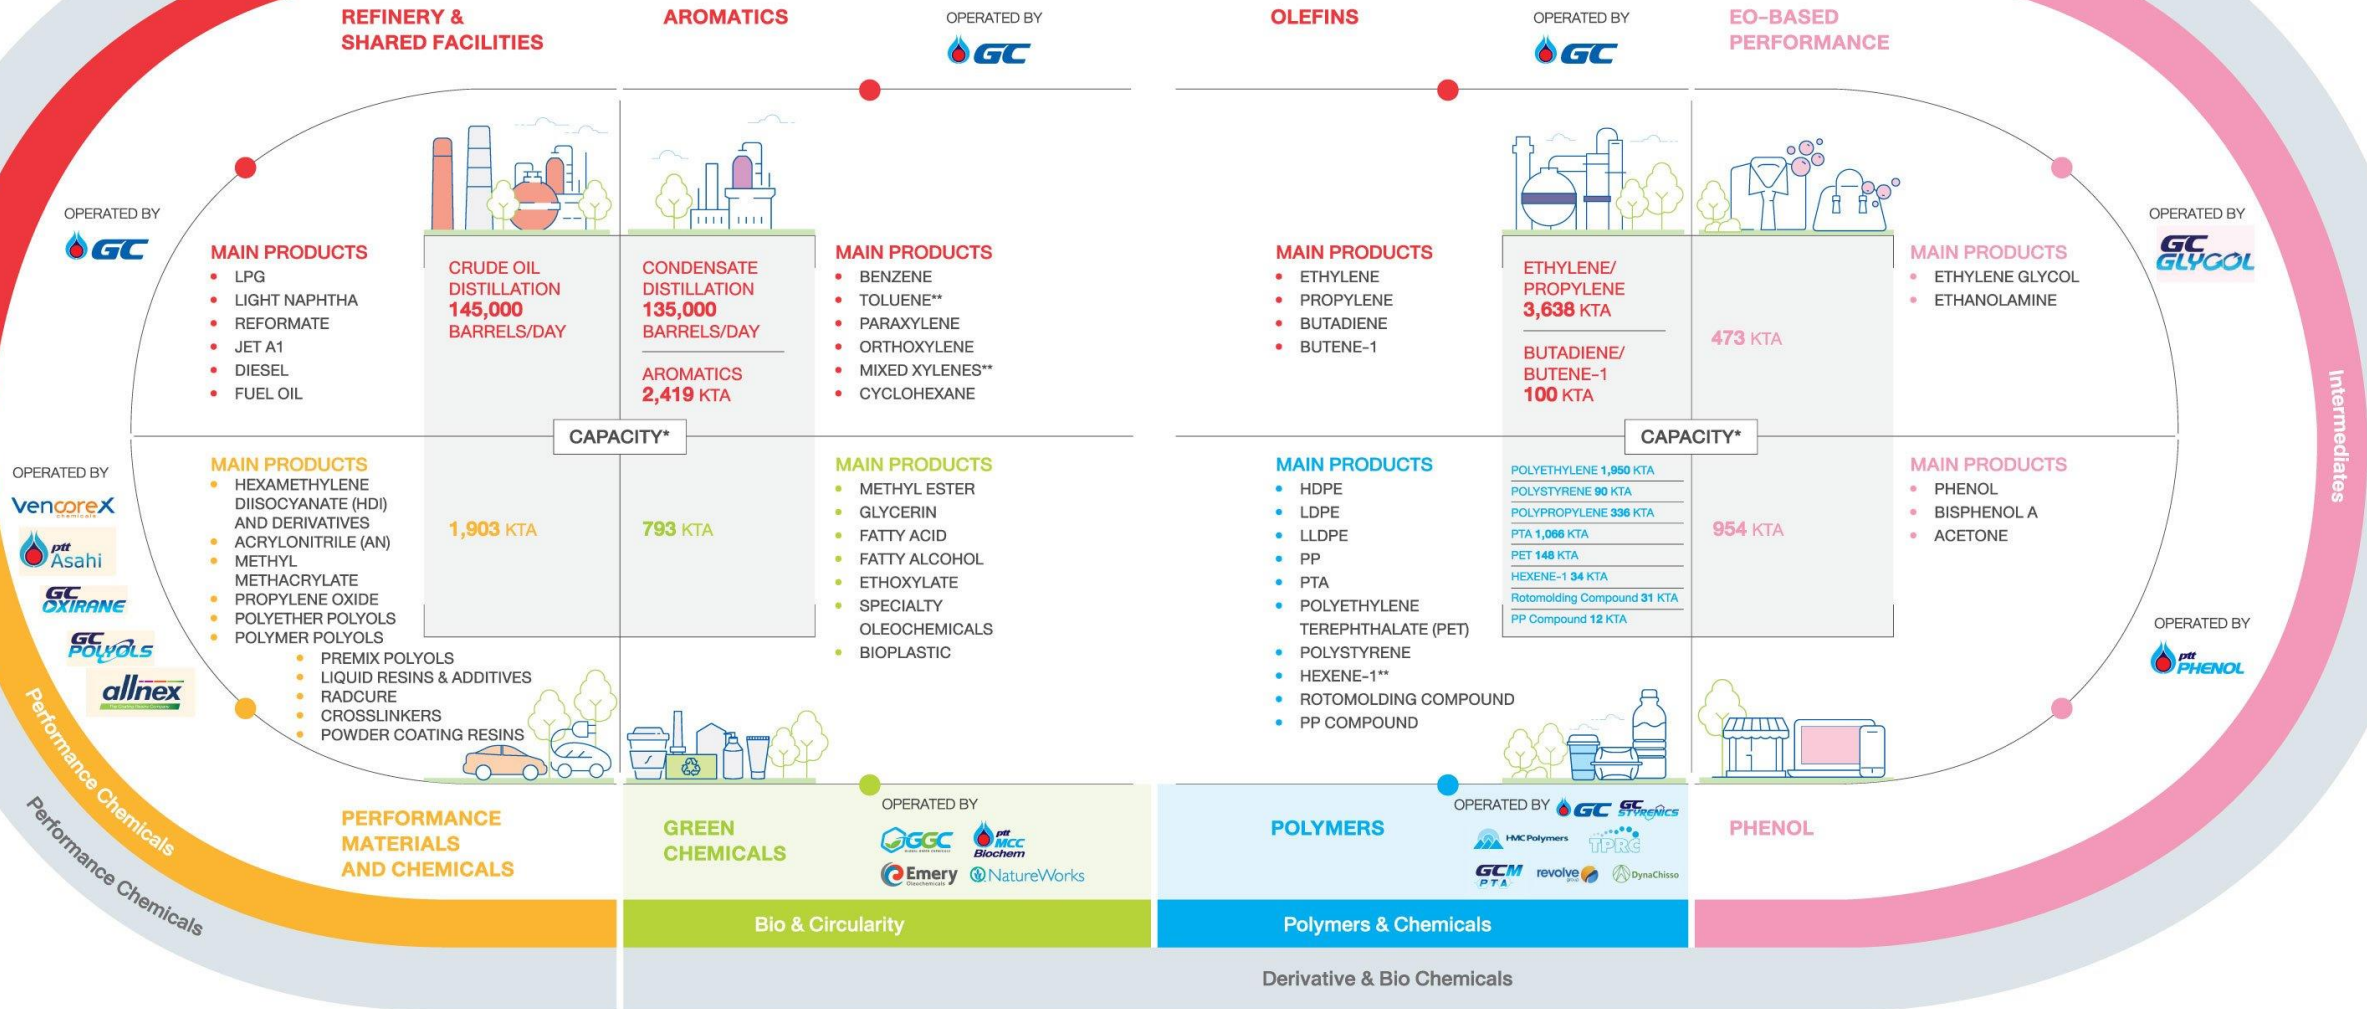 REFINERY &
SHARED FACILITIES
OPERATED BY
GC
MAIN PRODUCTS
LPG
LIGHT NAPHTHA
REFORMATE
JET A1
DIESEL
FUEL OIL
CRUDE OIL
DISTILLATION
145,000
BARRELS/DAY
AROMATICS
OPERATED BY
GC
CONDENSATE
DISTILLATION
135,000
BARRELS/DAY
AROMATICS
2,419 KTA
MAIN PRODUCTS
BENZENE
TOLUENE**
PARAXYLENE
ORTHOXYLENE
MIXED XYLENES**
CYCLOHEXANE
OLEFINS
OPERATED BY
GC
MAIN PRODUCTS
ETHYLENE
PROPYLENE
BUTADIENE
BUTENE-1
ETHYLENE/
PROPYLENE
3,638 KTA
BUTADIENE/
BUTENE-1
100 KTA
EO-BASED
PERFORMANCE
473 KTA
MAIN PRODUCTS
ETHYLENE GLYCOL
ETHANOLAMINE
OPERATED BY
GC
GLYCOL
CAPACITY*
CAPACITY*
Intermediates
OPERATED BY
vencorex
chemicals
ptt
Asahi
GC
OXIRANE
GC
POLYOLS
allnex
MAIN PRODUCTS
HEXAMETHYLENE
DIISOCYANATE (HDI)
AND DERIVATIVES
ACRYLONITRILE (AN)
METHYL
METHACRYLATE
PROPYLENE OXIDE
POLYETHER POLYOLS
POLYMER POLYOLS
PREMIX POLYOLS
LIQUID RESINS & ADDITIVES
RADCURE
CROSSLINKERS
POWDER COATING RESINS
1,903 KTA
PERFORMANCE
MATERIALS
AND CHEMICALS
Performance Chemicals
Performance Chemicals
793 KTA
MAIN PRODUCTS
METHYL ESTER
GLYCERIN
FATTY ACID
FATTY ALCOHOL
ETHOXYLATE
SPECIALTY
OLEOCHEMICALS
BIOPLASTIC
GREEN
CHEMICALS
OPERATED BY
GGC
ptt
MCC
Biochem
Emery
Oleochemicals
NatureWorks
Bio & Circularity
MAIN PRODUCTS
HDPE
LDPE
LLDPE
PP
PTA
POLYETHYLENE
TEREPHTHALATE (PET)
POLYSTYRENE
HEXENE-1**
ROTOMOLDING COMPOUND
PP COMPOUND
POLYETHYLENE 1,950 KTA
POLYSTYRENE 90 KTA
POLYPROPYLENE 336 KTA
PTA 1,066 KTA
PET 148 KTA
HEXENE-1 34 KTA
Rotomolding Compound 31 KTA
PP Compound 12 KTA
POLYMERS
OPERATED BY
GC
GC
STYRENICS
HMC Polymers
TPRC
GCM
PTA
revolve
group
DynaChisso
Polymers & Chemicals
954 KTA
MAIN PRODUCTS
PHENOL
BISPHENOL A
ACETONE
OPERATED BY
ptt
PHENOL
PHENOL
Derivative & Bio Chemicals